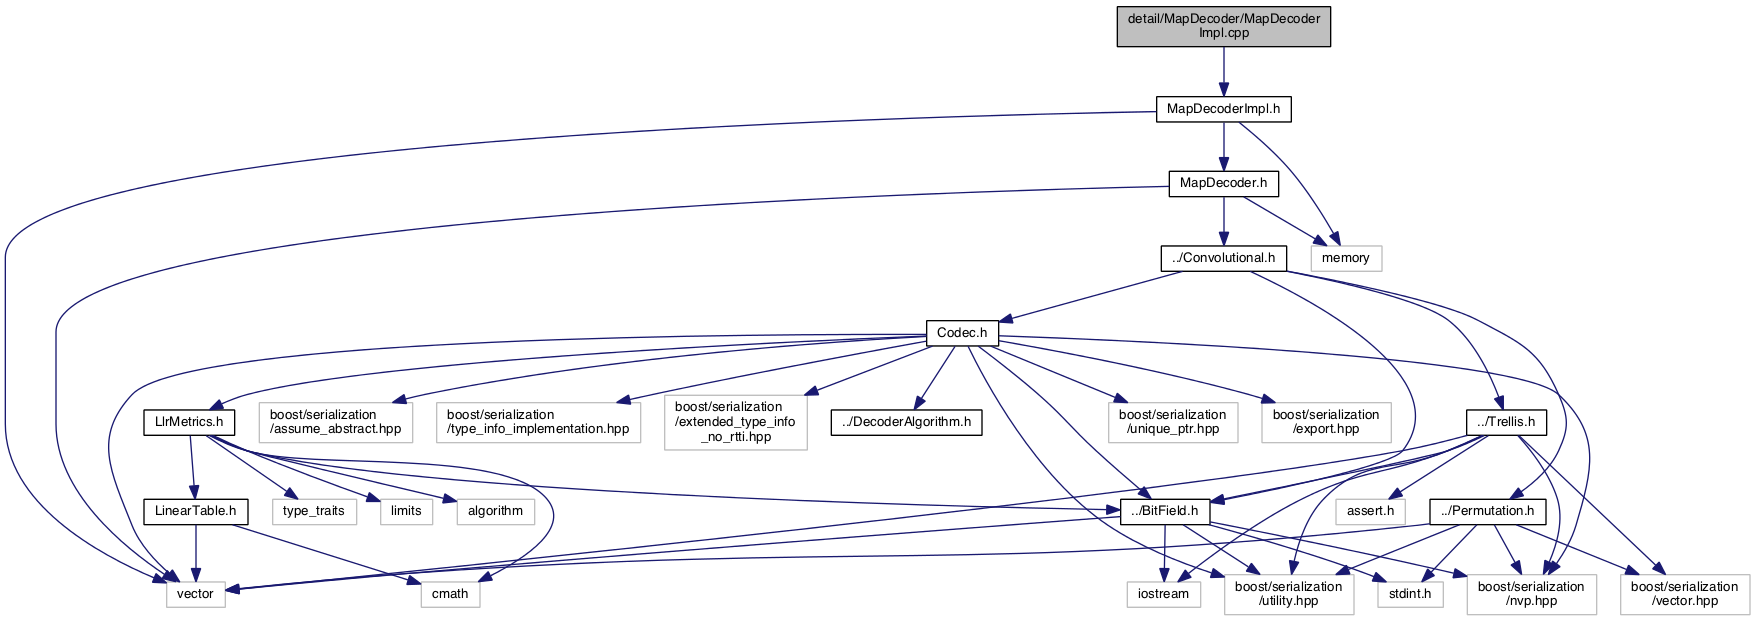 detail/MapDecoder/MapDecoder
Impl.cpp
MapDecoderImpl.h
MapDecoder.h
../Convolutional.h
memory
Codec.h
LlrMetrics.h
boost/serialization
/assume_abstract.hpp
boost/serialization
/type_info_implementation.hpp
boost/serialization
/extended_type_info
_no_rtti.hpp
../DecoderAlgorithm.h
boost/serialization
/unique_ptr.hpp
boost/serialization
/export.hpp
../Trellis.h
LinearTable.h
type_traits
limits
algorithm
../BitField.h
assert.h
../Permutation.h
vector
cmath
iostream
boost/serialization
/utility.hpp
stdint.h
boost/serialization
/nvp.hpp
boost/serialization
/vector.hpp